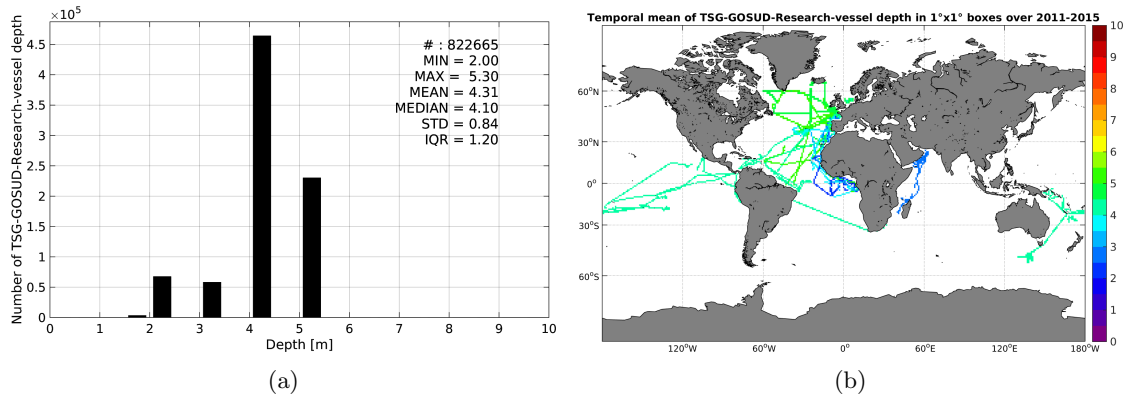 ×10⁵
Number of TSG-GOSUD-Research-vessel depth
4.5
4
3.5
3
2.5
2
1.5
1
0.5
0
# : 822665
MIN = 2.00
MAX = 5.30
MEAN = 4.31
MEDIAN = 4.10
STD = 0.84
IQR = 1.20
0 1 2 3 4 5 6 7 8 9 10
Depth [m]
(a)
Temporal mean of TSG-GOSUD-Research-vessel depth in 1°x1° boxes over 2011-2015
60°N
30°N
0°
30°S
60°S
120°W 60°W 0° 60°E 120°E 180°W
10
9
8
7
6
5
4
3
2
1
0
(b)